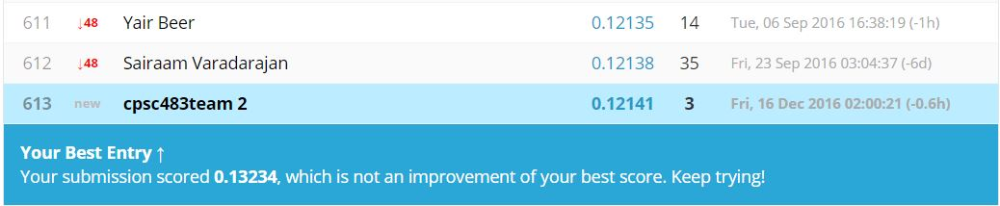 611 ↓48 Yair Beer 0.12135 14 Tue, 06 Sep 2016 16:38:19 (-1h)
612 ↓48 Sairaam Varadarajan 0.12138 35 Fri, 23 Sep 2016 03:04:37 (-6d)
613 new cpsc483team 2 0.12141 3 Fri, 16 Dec 2016 02:00:21 (-0.6h)
Your Best Entry ↑
Your submission scored 0.13234, which is not an improvement of your best score. Keep trying!